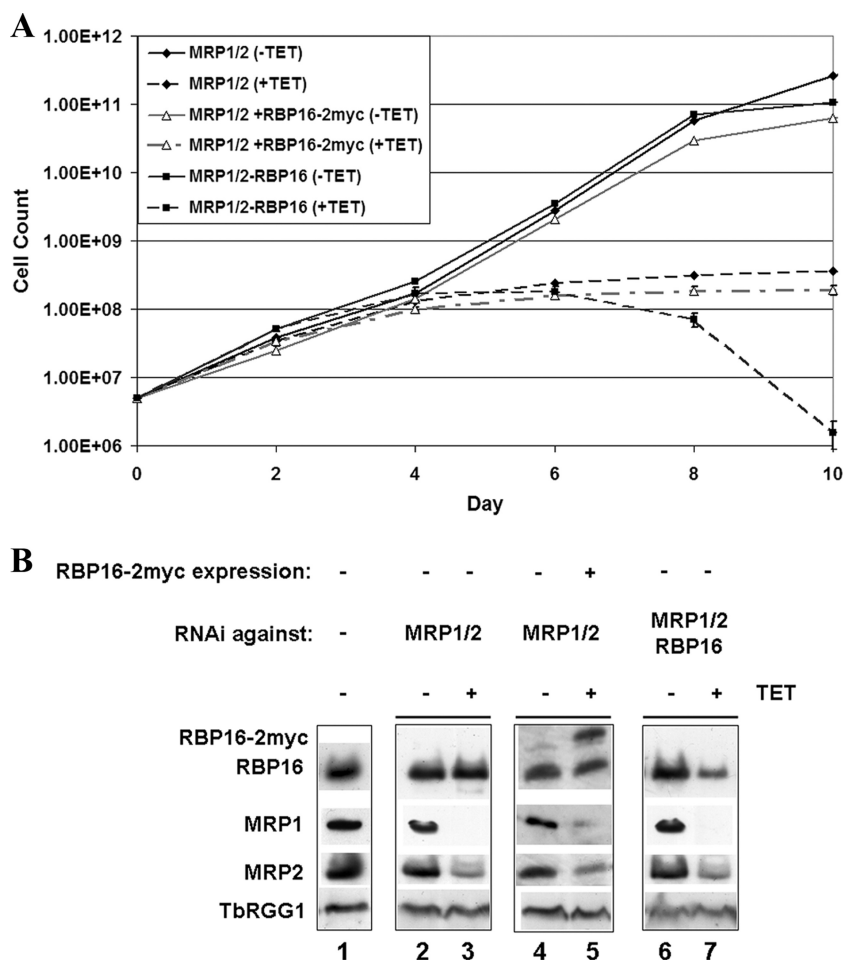 A
1.00E+12
1.00E+11
1.00E+10
1.00E+09
1.00E+08
1.00E+07
1.00E+06
Cell Count
MRP1/2 (-TET)
MRP1/2 (+TET)
MRP1/2 +RBP16-2myc (-TET)
MRP1/2 +RBP16-2myc (+TET)
MRP1/2-RBP16 (-TET)
MRP1/2-RBP16 (+TET)
0 2 4 6 8 10
Day
B
RBP16-2myc expression: - - - - + - -
RNAi against: - MRP1/2 MRP1/2 MRP1/2
RBP16
- - + - + - + TET
RBP16-2myc
RBP16
MRP1
MRP2
TbRGG1
1 2 3 4 5 6 7